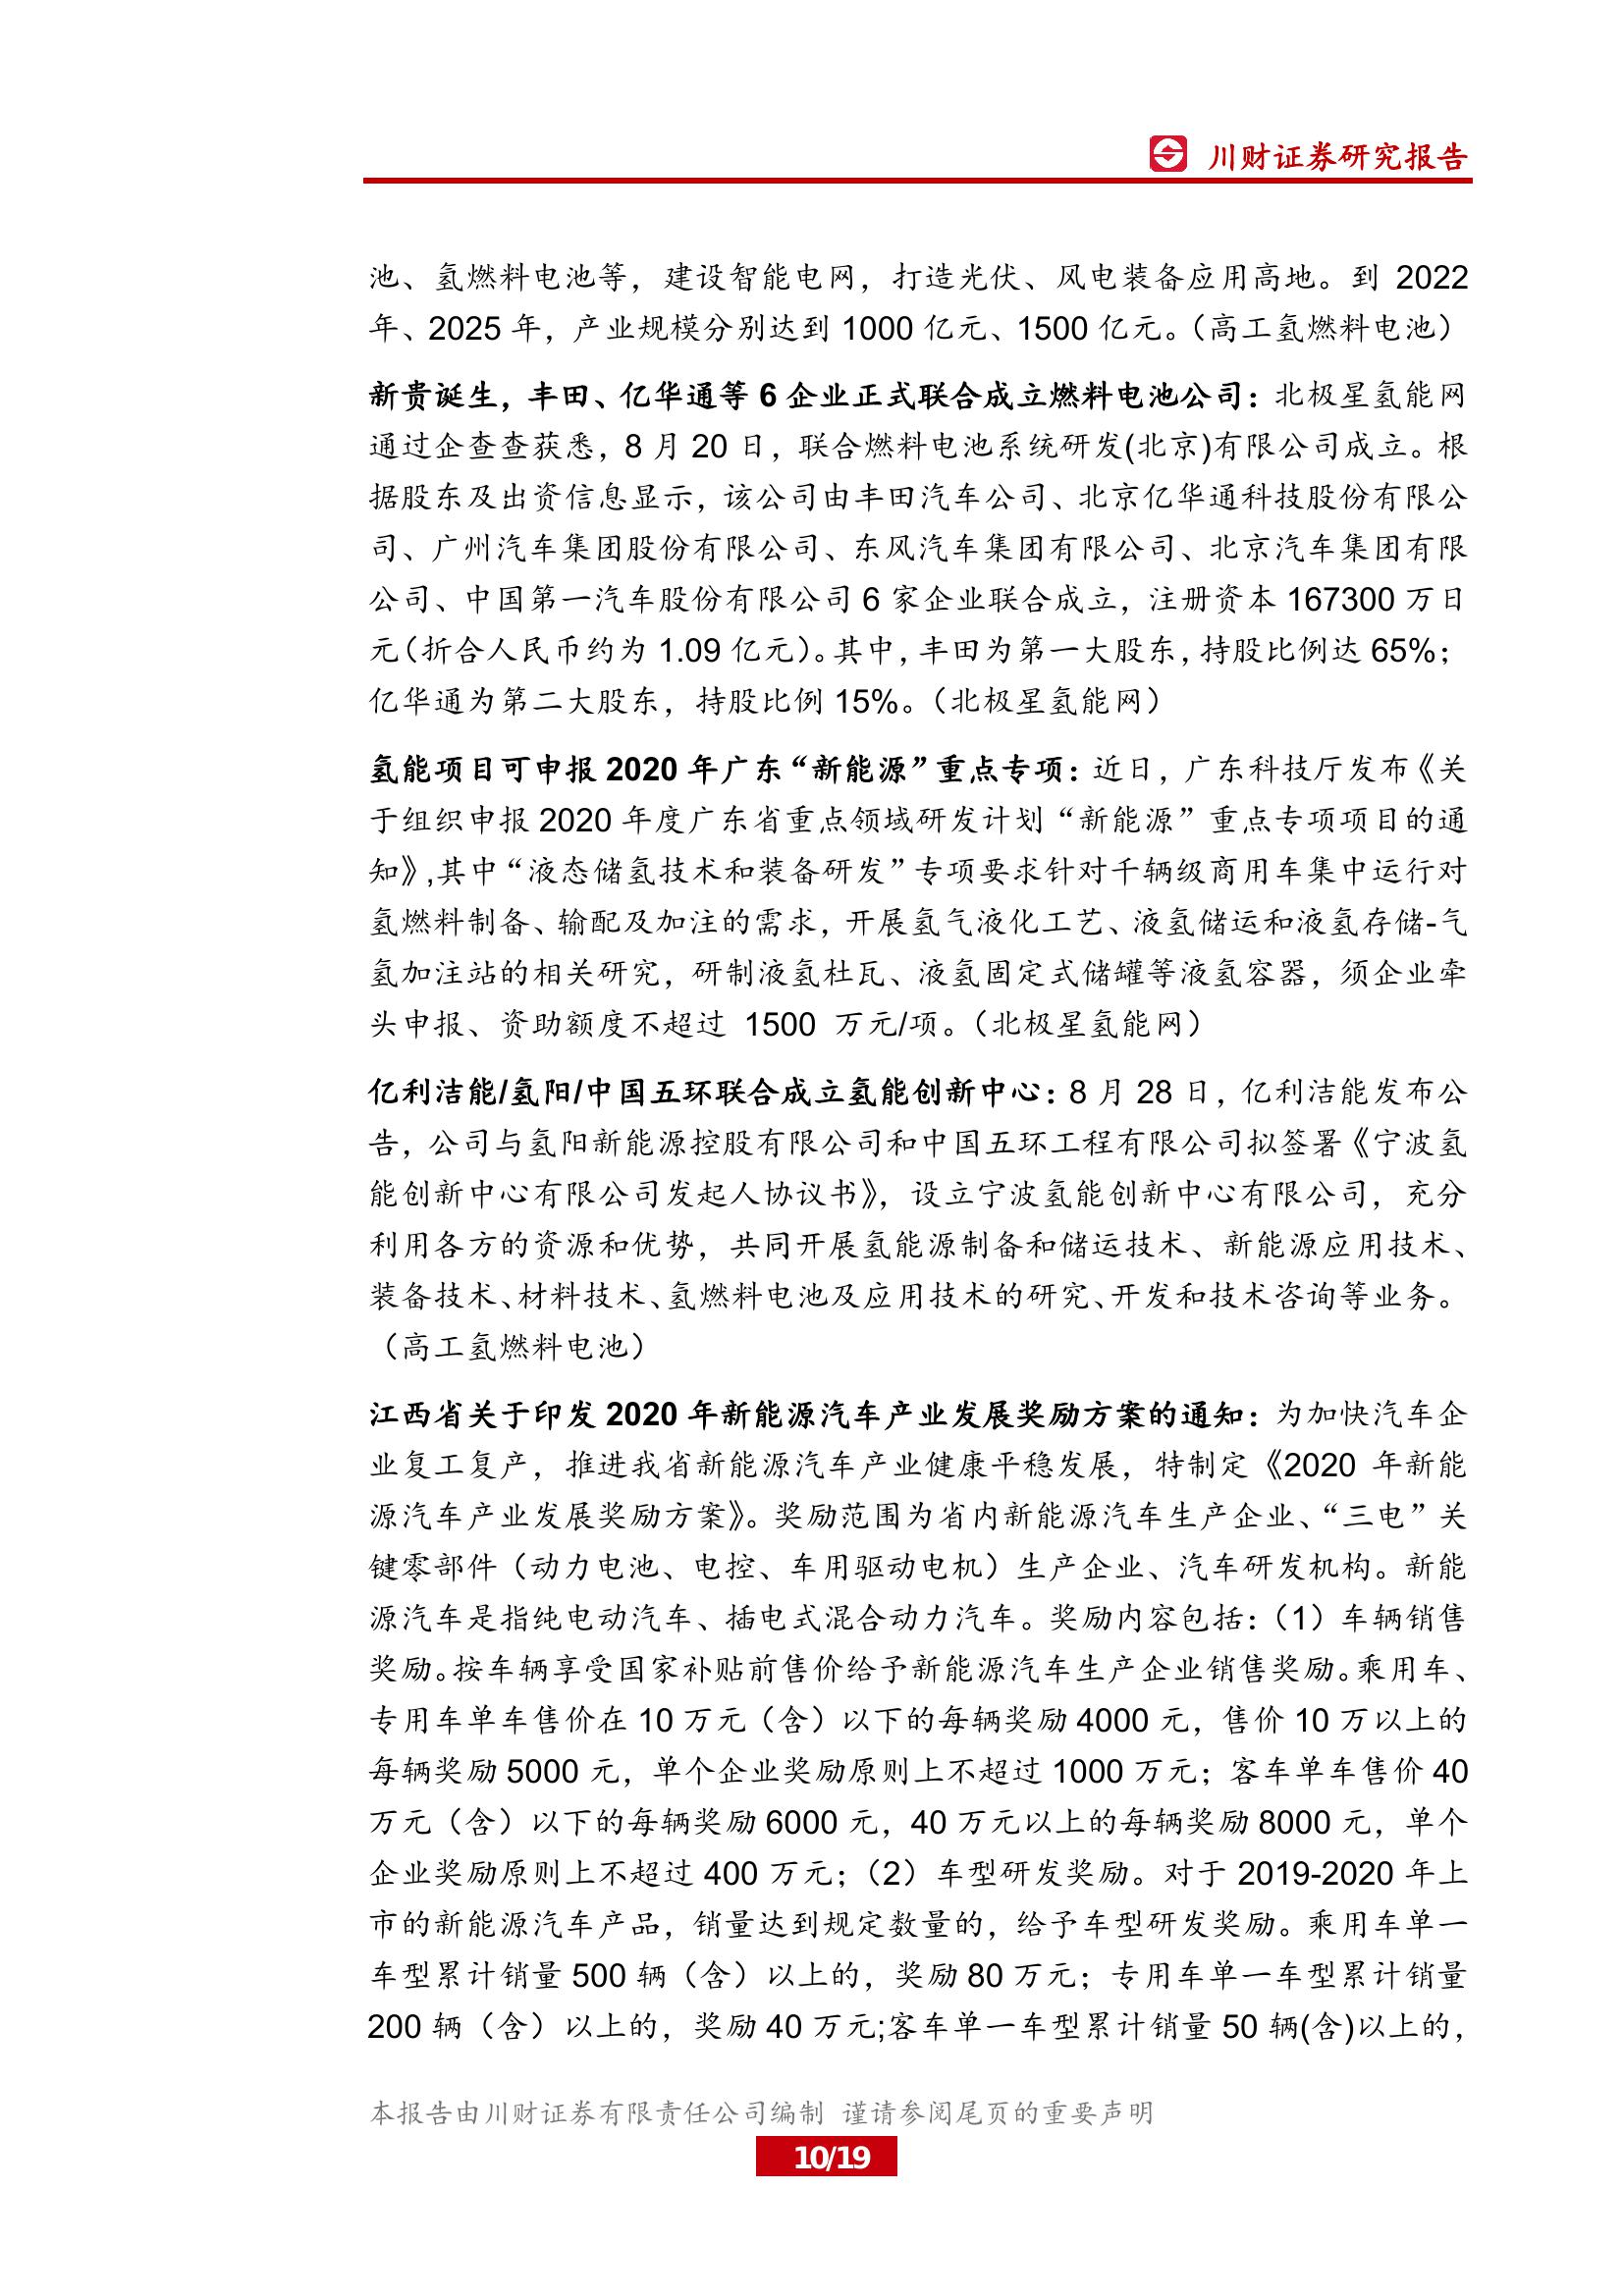 川财证券研究报告
池、氢燃料电池等，建设智能电网，打造光伏、风电装备应用高地。到 2022
年、2025 年，产业规模分别达到 1000 亿元、1500 亿元。（高工氢燃料电池）
新贵诞生，丰田、亿华通等 6 企业正式联合成立燃料电池公司：北极星氢能网
通过企查查获悉，8 月 20 日，联合燃料电池系统研发(北京)有限公司成立。根
据股东及出资信息显示，该公司由丰田汽车公司、北京亿华通科技股份有限公
司、广州汽车集团股份有限公司、东风汽车集团有限公司、北京汽车集团有限
公司、中国第一汽车股份有限公司 6 家企业联合成立，注册资本 167300 万日
元（折合人民币约为 1.09 亿元）。其中，丰田为第一大股东，持股比例达 65%；
亿华通为第二大股东，持股比例 15%。（北极星氢能网）
氢能项目可申报 2020 年广东“新能源”重点专项：近日，广东科技厅发布《关
于组织申报 2020 年度广东省重点领域研发计划“新能源”重点专项项目的通
知》,其中“液态储氢技术和装备研发”专项要求针对千辆级商用车集中运行对
氢燃料制备、输配及加注的需求，开展氢气液化工艺、液氢储运和液氢存储-气
氢加注站的相关研究，研制液氢杜瓦、液氢固定式储罐等液氢容器，须企业牵
头申报、资助额度不超过 1500 万元/项。（北极星氢能网）
亿利洁能/氢阳/中国五环联合成立氢能创新中心：8 月 28 日，亿利洁能发布公
告，公司与氢阳新能源控股有限公司和中国五环工程有限公司拟签署《宁波氢
能创新中心有限公司发起人协议书》，设立宁波氢能创新中心有限公司，充分
利用各方的资源和优势，共同开展氢能源制备和储运技术、新能源应用技术、
装备技术、材料技术、氢燃料电池及应用技术的研究、开发和技术咨询等业务。
（高工氢燃料电池）
江西省关于印发 2020 年新能源汽车产业发展奖励方案的通知：为加快汽车企
业复工复产，推进我省新能源汽车产业健康平稳发展，特制定《2020 年新能
源汽车产业发展奖励方案》。奖励范围为省内新能源汽车生产企业、“三电”关
键零部件（动力电池、电控、车用驱动电机）生产企业、汽车研发机构。新能
源汽车是指纯电动汽车、插电式混合动力汽车。奖励内容包括：（1）车辆销售
奖励。按车辆享受国家补贴前售价给予新能源汽车生产企业销售奖励。乘用车、
专用车单车售价在 10 万元（含）以下的每辆奖励 4000 元，售价 10 万以上的
每辆奖励 5000 元，单个企业奖励原则上不超过 1000 万元；客车单车售价 40
万元（含）以下的每辆奖励 6000 元，40 万元以上的每辆奖励 8000 元，单个
企业奖励原则上不超过 400 万元；（2）车型研发奖励。对于 2019-2020 年上
市的新能源汽车产品，销量达到规定数量的，给予车型研发奖励。乘用车单一
车型累计销量 500 辆（含）以上的，奖励 80 万元；专用车单一车型累计销量
200 辆（含）以上的，奖励 40 万元;客车单一车型累计销量 50 辆(含)以上的，
本报告由川财证券有限责任公司编制 谨请参阅尾页的重要声明
10/19